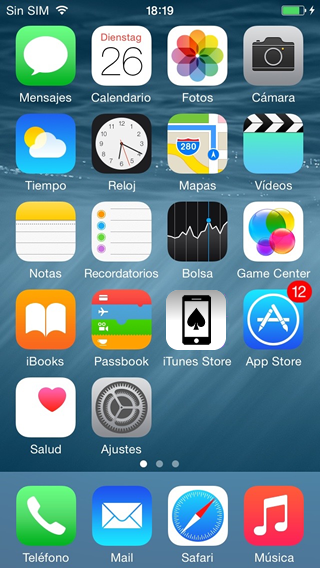 Sin SIM 18:19
Dienstag
26
280
12
Mensajes Calendario Fotos Cámara
Tiempo Reloj Mapas Vídeos
Notas Recordatorios Bolsa Game Center
iBooks Passbook iTunes Store App Store
Salud Ajustes
Teléfono Mail Safari Música